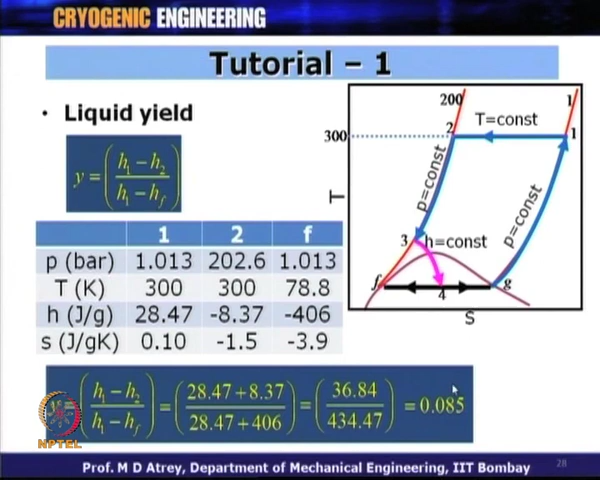 CRYOGENIC ENGINEERING
Tutorial – 1
• Liquid yield
y = ( h1 − h2 / h1 − hf )
1 2 f
p (bar) 1.013 202.6 1.013
T (K) 300 300 78.8
h (J/g) 28.47 -8.37 -406
s (J/gK) 0.10 -1.5 -3.9
200 1
2 T=const 1
300
p=const
p=const
T
3 h=const
f 4 g
S
= ( h1 − h2 / h1 − hf ) = ( 28.47 + 8.37 / 28.47 + 406 ) = ( 36.84 / 434.47 ) = 0.085
NPTEL
Prof. M D Atrey, Department of Mechanical Engineering, IIT Bombay 28